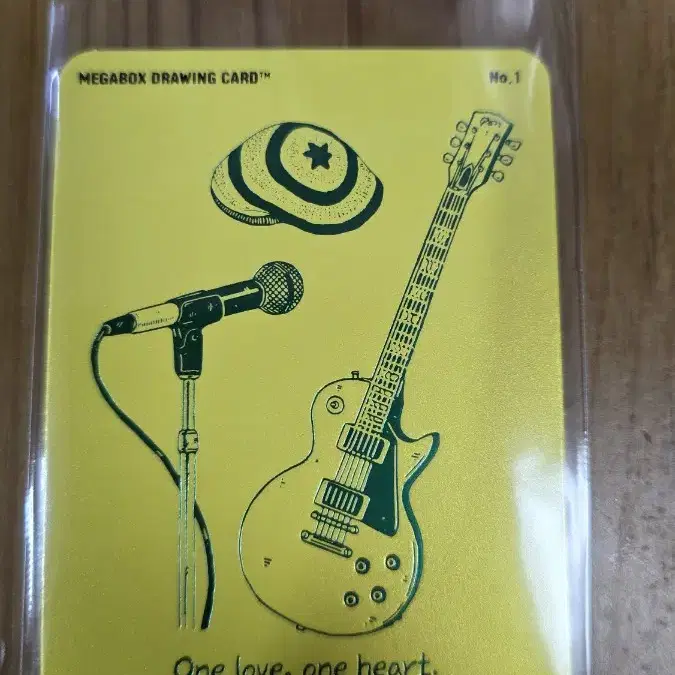 MEGABOX DRAWING CARD™
No.1
One love, one heart.